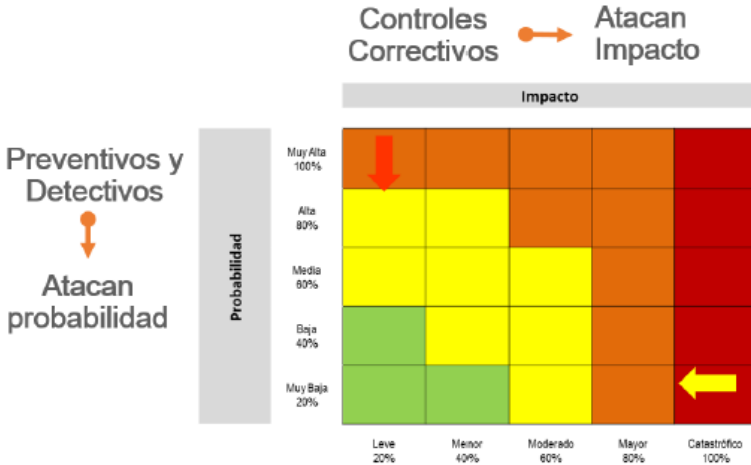 Controles
Correctivos
Atacan
Impacto
Impacto
Preventivos y
Detectivos
Atacan
probabilidad
Probabilidad
Muy Alta
100%
Alta
80%
Media
60%
Baja
40%
Muy Baja
20%
Leve
20%
Menor
40%
Moderado
60%
Mayor
80%
Catastrófico
100%